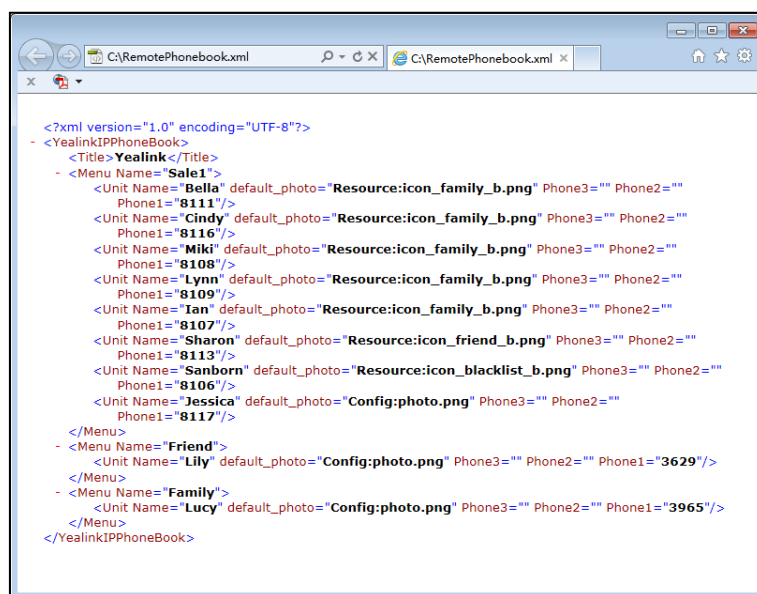 C:\RemotePhonebook.xml
C:\RemotePhonebook.xml
<?xml version="1.0" encoding="UTF-8"?>
- <YealinkIPPhoneBook>
<Title>Yealink</Title>
- <Menu Name="Sale1">
<Unit Name="Bella" default_photo="Resource:icon_family_b.png" Phone3="" Phone2=""
Phone1="8111"/>
<Unit Name="Cindy" default_photo="Resource:icon_family_b.png" Phone3="" Phone2=""
Phone1="8116"/>
<Unit Name="Miki" default_photo="Resource:icon_family_b.png" Phone3="" Phone2=""
Phone1="8108"/>
<Unit Name="Lynn" default_photo="Resource:icon_family_b.png" Phone3="" Phone2=""
Phone1="8109"/>
<Unit Name="Ian" default_photo="Resource:icon_family_b.png" Phone3="" Phone2=""
Phone1="8107"/>
<Unit Name="Sharon" default_photo="Resource:icon_friend_b.png" Phone3="" Phone2=""
Phone1="8113"/>
<Unit Name="Sanborn" default_photo="Resource:icon_blacklist_b.png" Phone3="" Phone2=""
Phone1="8106"/>
<Unit Name="Jessica" default_photo="Config:photo.png" Phone3="" Phone2=""
Phone1="8117"/>
</Menu>
- <Menu Name="Friend">
<Unit Name="Lily" default_photo="Config:photo.png" Phone3="" Phone2="" Phone1="3629"/>
</Menu>
- <Menu Name="Family">
<Unit Name="Lucy" default_photo="Config:photo.png" Phone3="" Phone2="" Phone1="3965"/>
</Menu>
</YealinkIPPhoneBook>